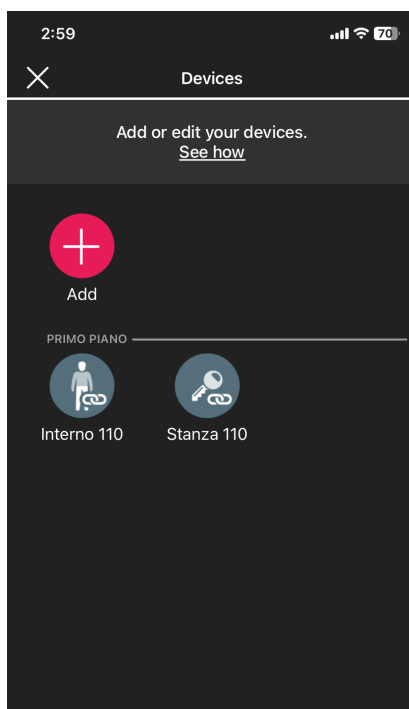 2:59
70
Devices
Add or edit your devices.
See how
Add
PRIMO PIANO
Interno 110
Stanza 110